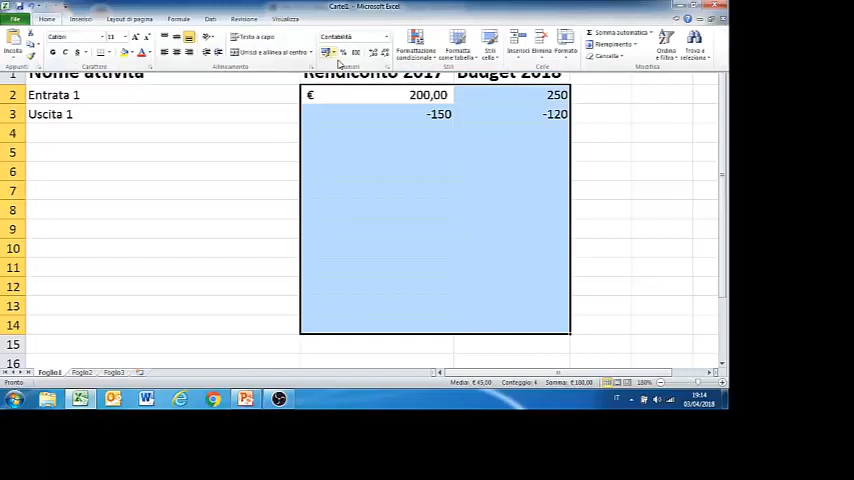 Cartel1 - Microsoft Excel
File Home Inserisci Layout di pagina Formule Dati Revisione Visualizza
Incolla
Calibri 11
Testo a capo
Contabilità
Formattazione condizionale
Formatta come tabella
Stili cella
Inserisci Elimina Formato
Somma automatica
Riempimento
Cancella
Ordina e filtra
Trova e seleziona
G C S
Unisci e allinea al centro
% 000
Appunti Carattere Allineamento Numeri Stili Celle Modifica
1 Nome attività Rendiconto 2017 Budget 2018
2 Entrata 1 € 200,00 250
3 Uscita 1 -150 -120
4
5
6
7
8
9
10
11
12
13
14
15
16
Foglio1 Foglio2 Foglio3
Pronto Media: € 45,00 Conteggio: 4 Somma: € 180,00 180%
IT 19:14
03/04/2018